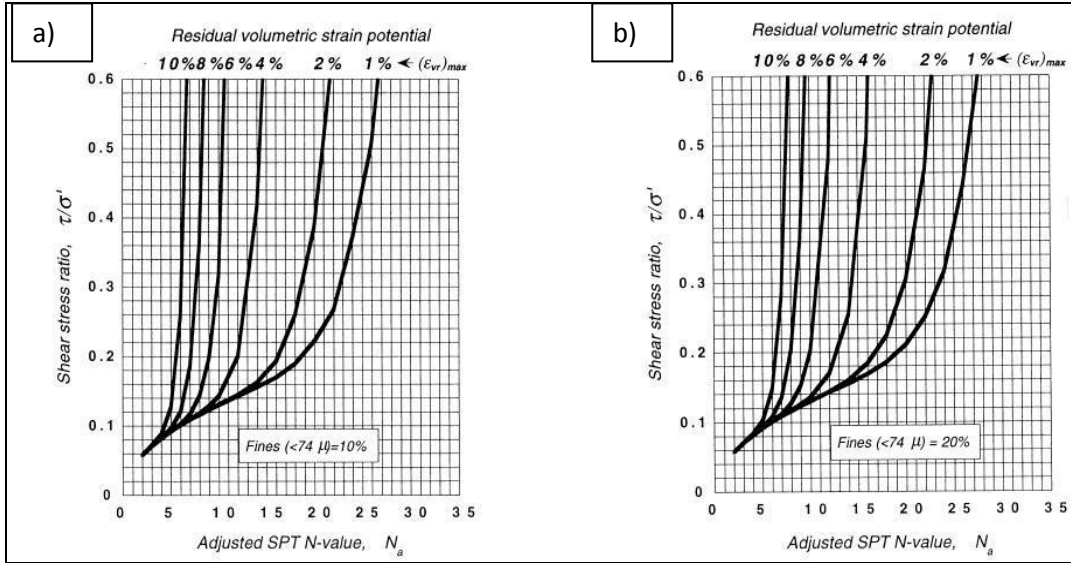 a)
Residual volumetric strain potential
10% 8% 6% 4% 2% 1% ← (εvr)max
0.6
0.5
0.4
0.3
0.2
0.1
0
Shear stress ratio, τ/σ'
Fines (<74 μ)=10%
0 5 10 15 20 25 30 35
Adjusted SPT N-value, Na
b)
Residual volumetric strain potential
10% 8% 6% 4% 2% 1% ← (εvr)max
0.6
0.5
0.4
0.3
0.2
0.1
0
Shear stress ratio, τ/σ'
Fines (<74 μ) = 20%
0 5 10 15 20 25 30 35
Adjusted SPT N-value, Na